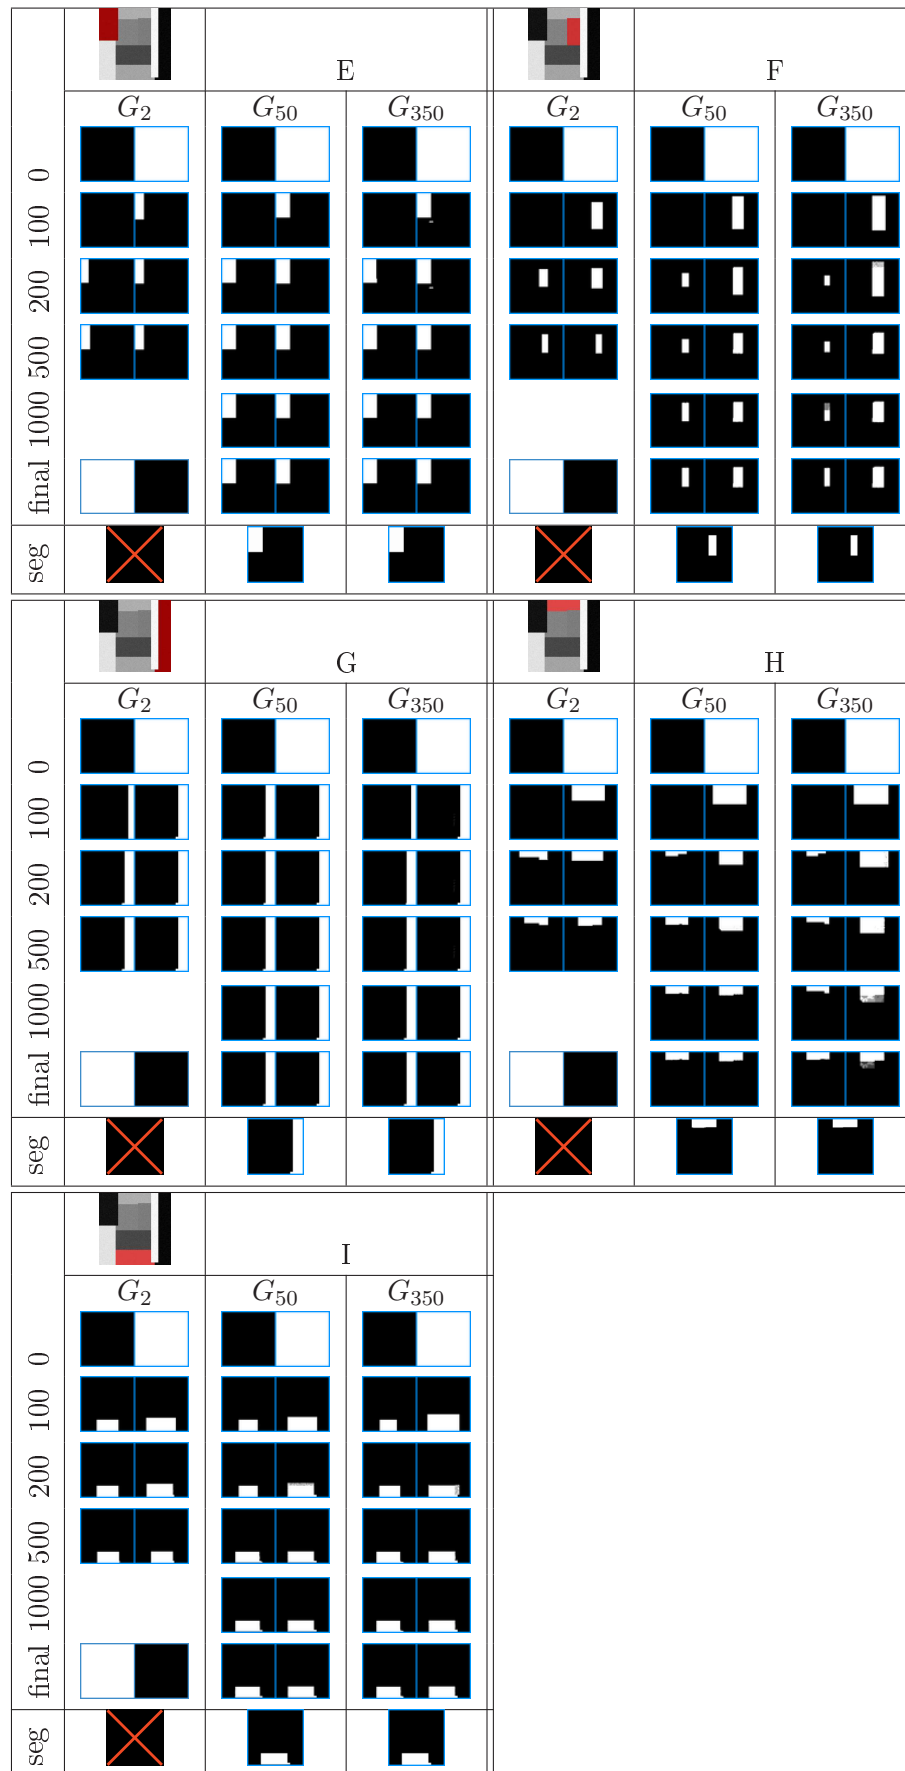 E F
G₂ G₅₀ G₃₅₀ G₂ G₅₀ G₃₅₀
0
100
200
500
1000
final
seg
G H
G₂ G₅₀ G₃₅₀ G₂ G₅₀ G₃₅₀
0
100
200
500
1000
final
seg
I
G₂ G₅₀ G₃₅₀
0
100
200
500
1000
final
seg